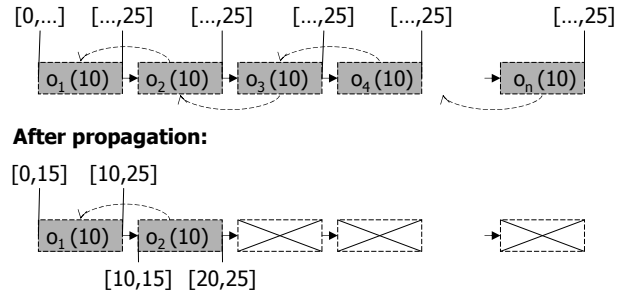 [0,...] [...,25] [...,25] [...,25] [...,25] [...,25]
o1 (10) o2 (10) o3 (10) o4 (10) on (10)
After propagation:
[0,15] [10,25]
o1 (10) o2 (10)
[10,15] [20,25]